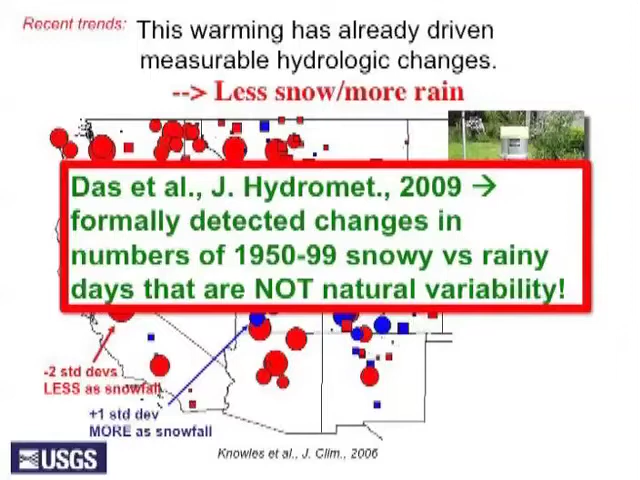 Recent trends:
This warming has already driven
measurable hydrologic changes.
--> Less snow/more rain
Das et al., J. Hydromet., 2009 →
formally detected changes in
numbers of 1950-99 snowy vs rainy
days that are NOT natural variability!
-2 std devs
LESS as snowfall
+1 std dev
MORE as snowfall
Knowles et al., J. Clim., 2006
USGS